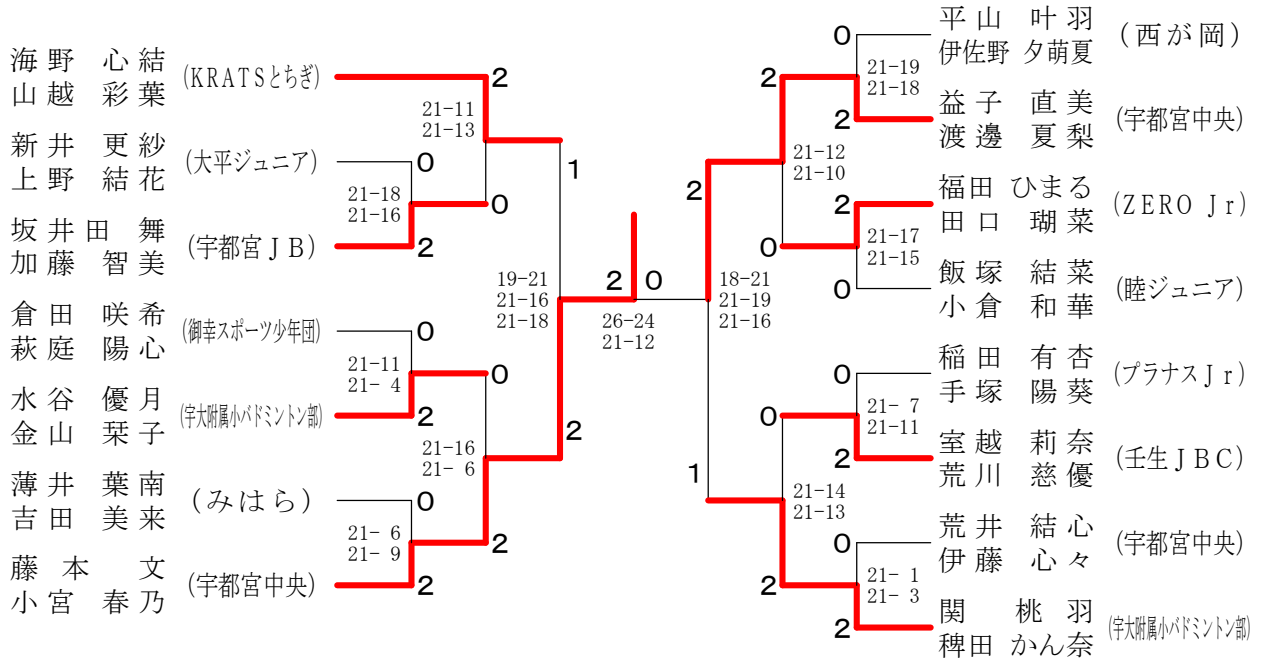 海野 心結
山越 彩葉
(KRATSとちぎ)
2
21-11
21-13
新井 更紗
上野 結花
(大平ジュニア)
0
21-18
21-16
0
坂井田 舞
加藤 智美
(宇都宮JB)
2
1
19-21
21-16
21-18
倉田 咲希
萩庭 陽心
(御幸スポーツ少年団)
0
21-11
21- 4
0
水谷 優月
金山 栞子
(宇大附属小バドミントン部)
2
21-16
21- 6
2
薄井 葉南
吉田 美来
(みはら)
0
21- 6
21- 9
2
藤本 文
小宮 春乃
(宇都宮中央)
2
2 0
26-24
21-12
平山 叶羽
伊佐野 夕萌夏
(西が岡)
0
21-19
21-18
2
益子 直美
渡邊 夏梨
(宇都宮中央)
2
21-12
21-10
2
福田 ひまる
田口 瑚菜
(ZERO Jr)
2
21-17
21-15
0
飯塚 結菜
小倉 和華
(睦ジュニア)
0
18-21
21-19
21-16
稲田 有杏
手塚 陽葵
(プラナスJr)
0
21- 7
21-11
0
室越 莉奈
荒川 慈優
(壬生JBC)
2
1
21-14
21-13
荒井 結心
伊藤 心々
(宇都宮中央)
0
21- 1
21- 3
2
関 桃羽
稗田 かん奈
(宇大附属小バドミントン部)
2